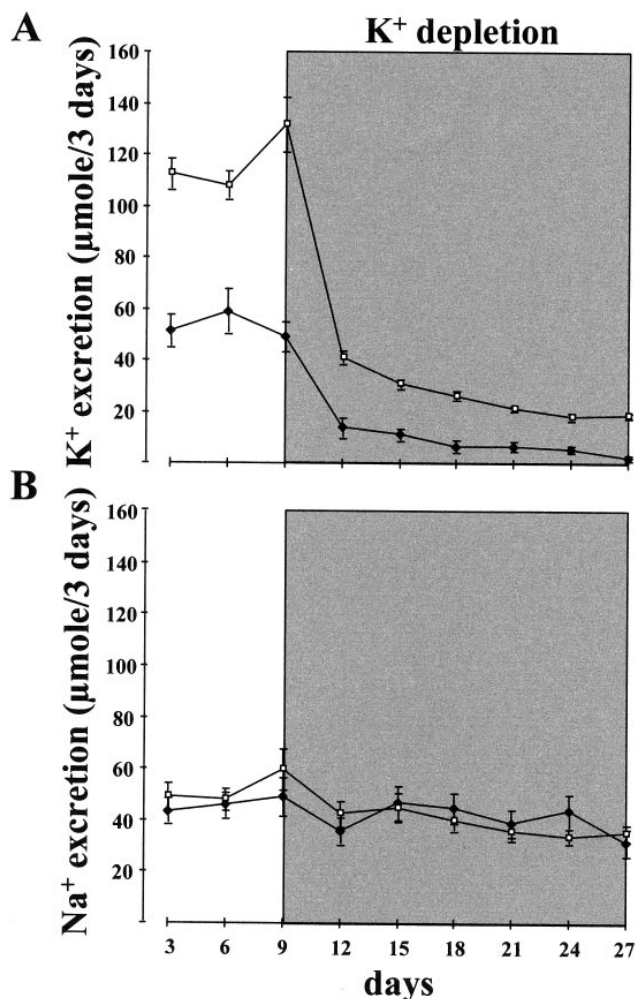 A
K⁺ depletion
K⁺ excretion (µmole/3 days)
160
140
120
100
80
60
40
20
B
Na⁺ excretion (µmole/3 days)
160
140
120
100
80
60
40
20
3 6 9 12 15 18 21 24 27
days